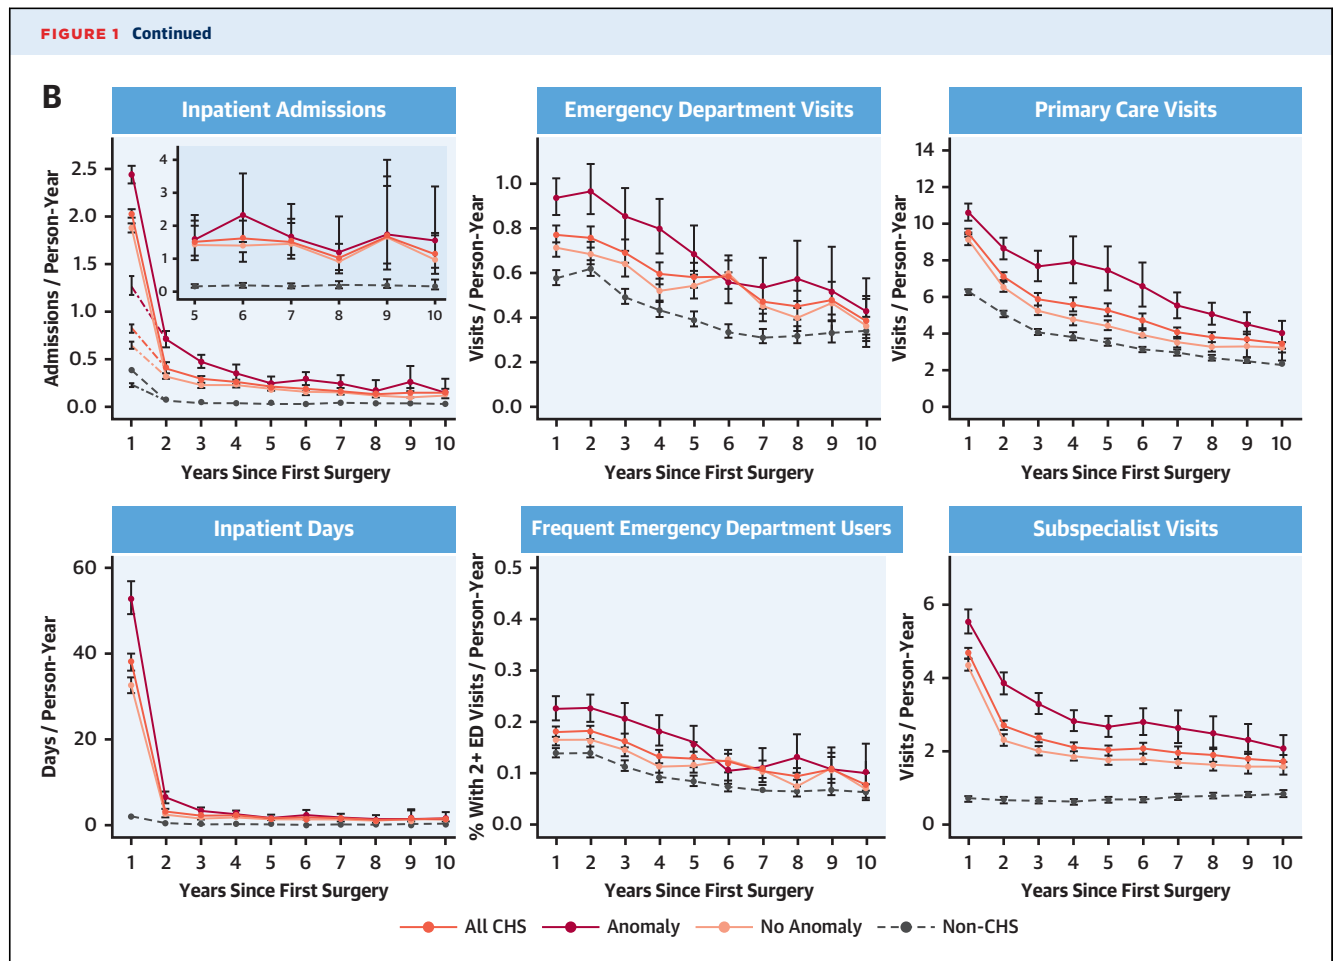 FIGURE 1 Continued
B
Inpatient Admissions
Admissions / Person-Year
2.5
2.0
1.5
1.0
0.5
0.0
4
3
2
1
0
5 6 7 8 9 10
1 2 3 4 5 6 7 8 9 10
Years Since First Surgery
Emergency Department Visits
Visits / Person-Year
1.0
0.8
0.6
0.4
0.2
0.0
1 2 3 4 5 6 7 8 9 10
Years Since First Surgery
Primary Care Visits
Visits / Person-Year
14
12
10
8
6
4
2
0
1 2 3 4 5 6 7 8 9 10
Years Since First Surgery
Inpatient Days
Days / Person-Year
60
40
20
0
1 2 3 4 5 6 7 8 9 10
Years Since First Surgery
Frequent Emergency Department Users
% With 2+ ED Visits / Person-Year
0.5
0.4
0.3
0.2
0.1
0.0
1 2 3 4 5 6 7 8 9 10
Years Since First Surgery
Subspecialist Visits
Visits / Person-Year
6
4
2
0
1 2 3 4 5 6 7 8 9 10
Years Since First Surgery
All CHS Anomaly No Anomaly Non-CHS